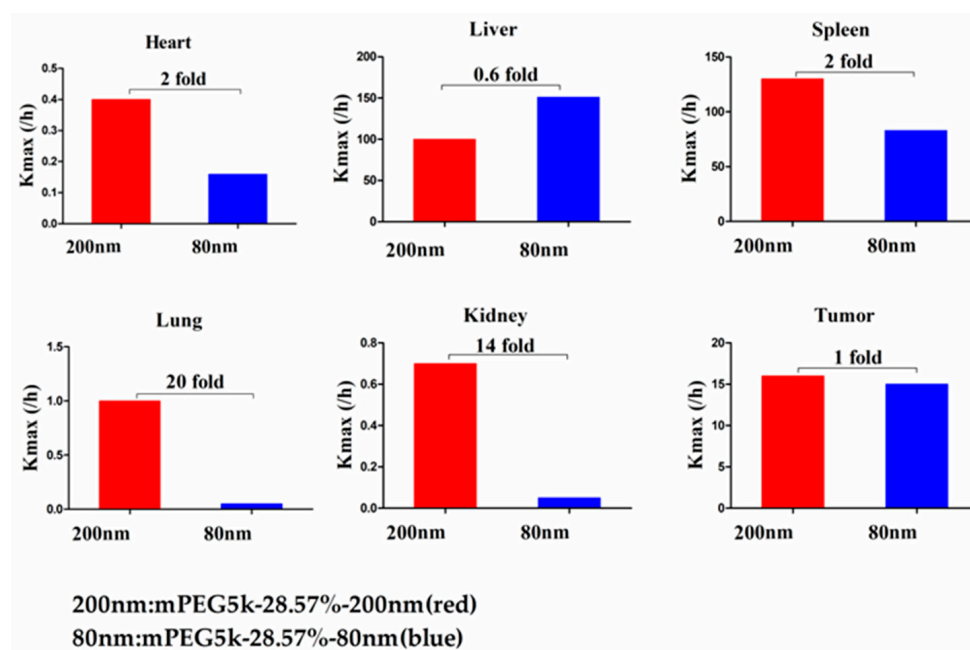 Heart
2 fold
Kmax (/h)
0.5
0.4
0.3
0.2
0.1
0.0
200nm
80nm
Liver
0.6 fold
Kmax (/h)
200
150
100
50
0
200nm
80nm
Spleen
2 fold
Kmax (/h)
150
100
50
0
200nm
80nm
Lung
20 fold
Kmax (/h)
1.5
1.0
0.5
0.0
200nm
80nm
Kidney
14 fold
Kmax (/h)
0.8
0.6
0.4
0.2
0.0
200nm
80nm
Tumor
1 fold
Kmax (/h)
20
15
10
5
0
200nm
80nm
200nm:mPEG5k-28.57%-200nm(red)
80nm:mPEG5k-28.57%-80nm(blue)